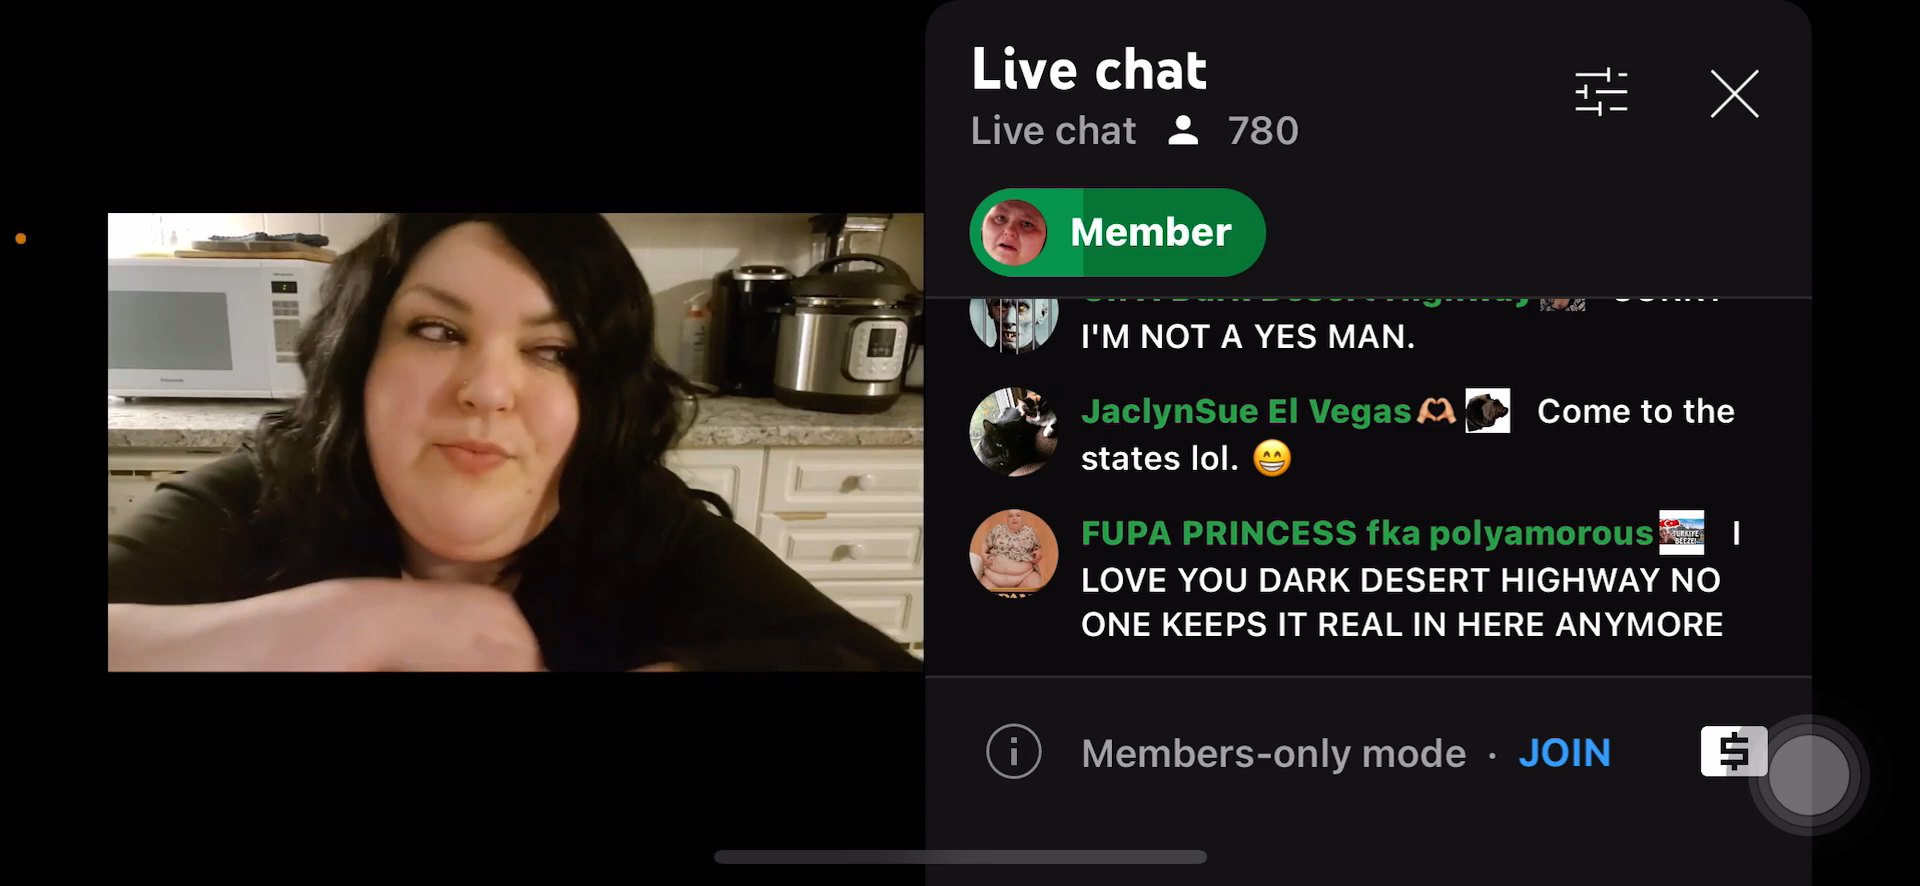 Live chat
Live chat 780
Member
I'M NOT A YES MAN.
JaclynSue El Vegas🫶🏼 Come to the
states lol. 😁
FUPA PRINCESS fka polyamorous I
LOVE YOU DARK DESERT HIGHWAY NO
ONE KEEPS IT REAL IN HERE ANYMORE
Members-only mode · JOIN
Panasonic